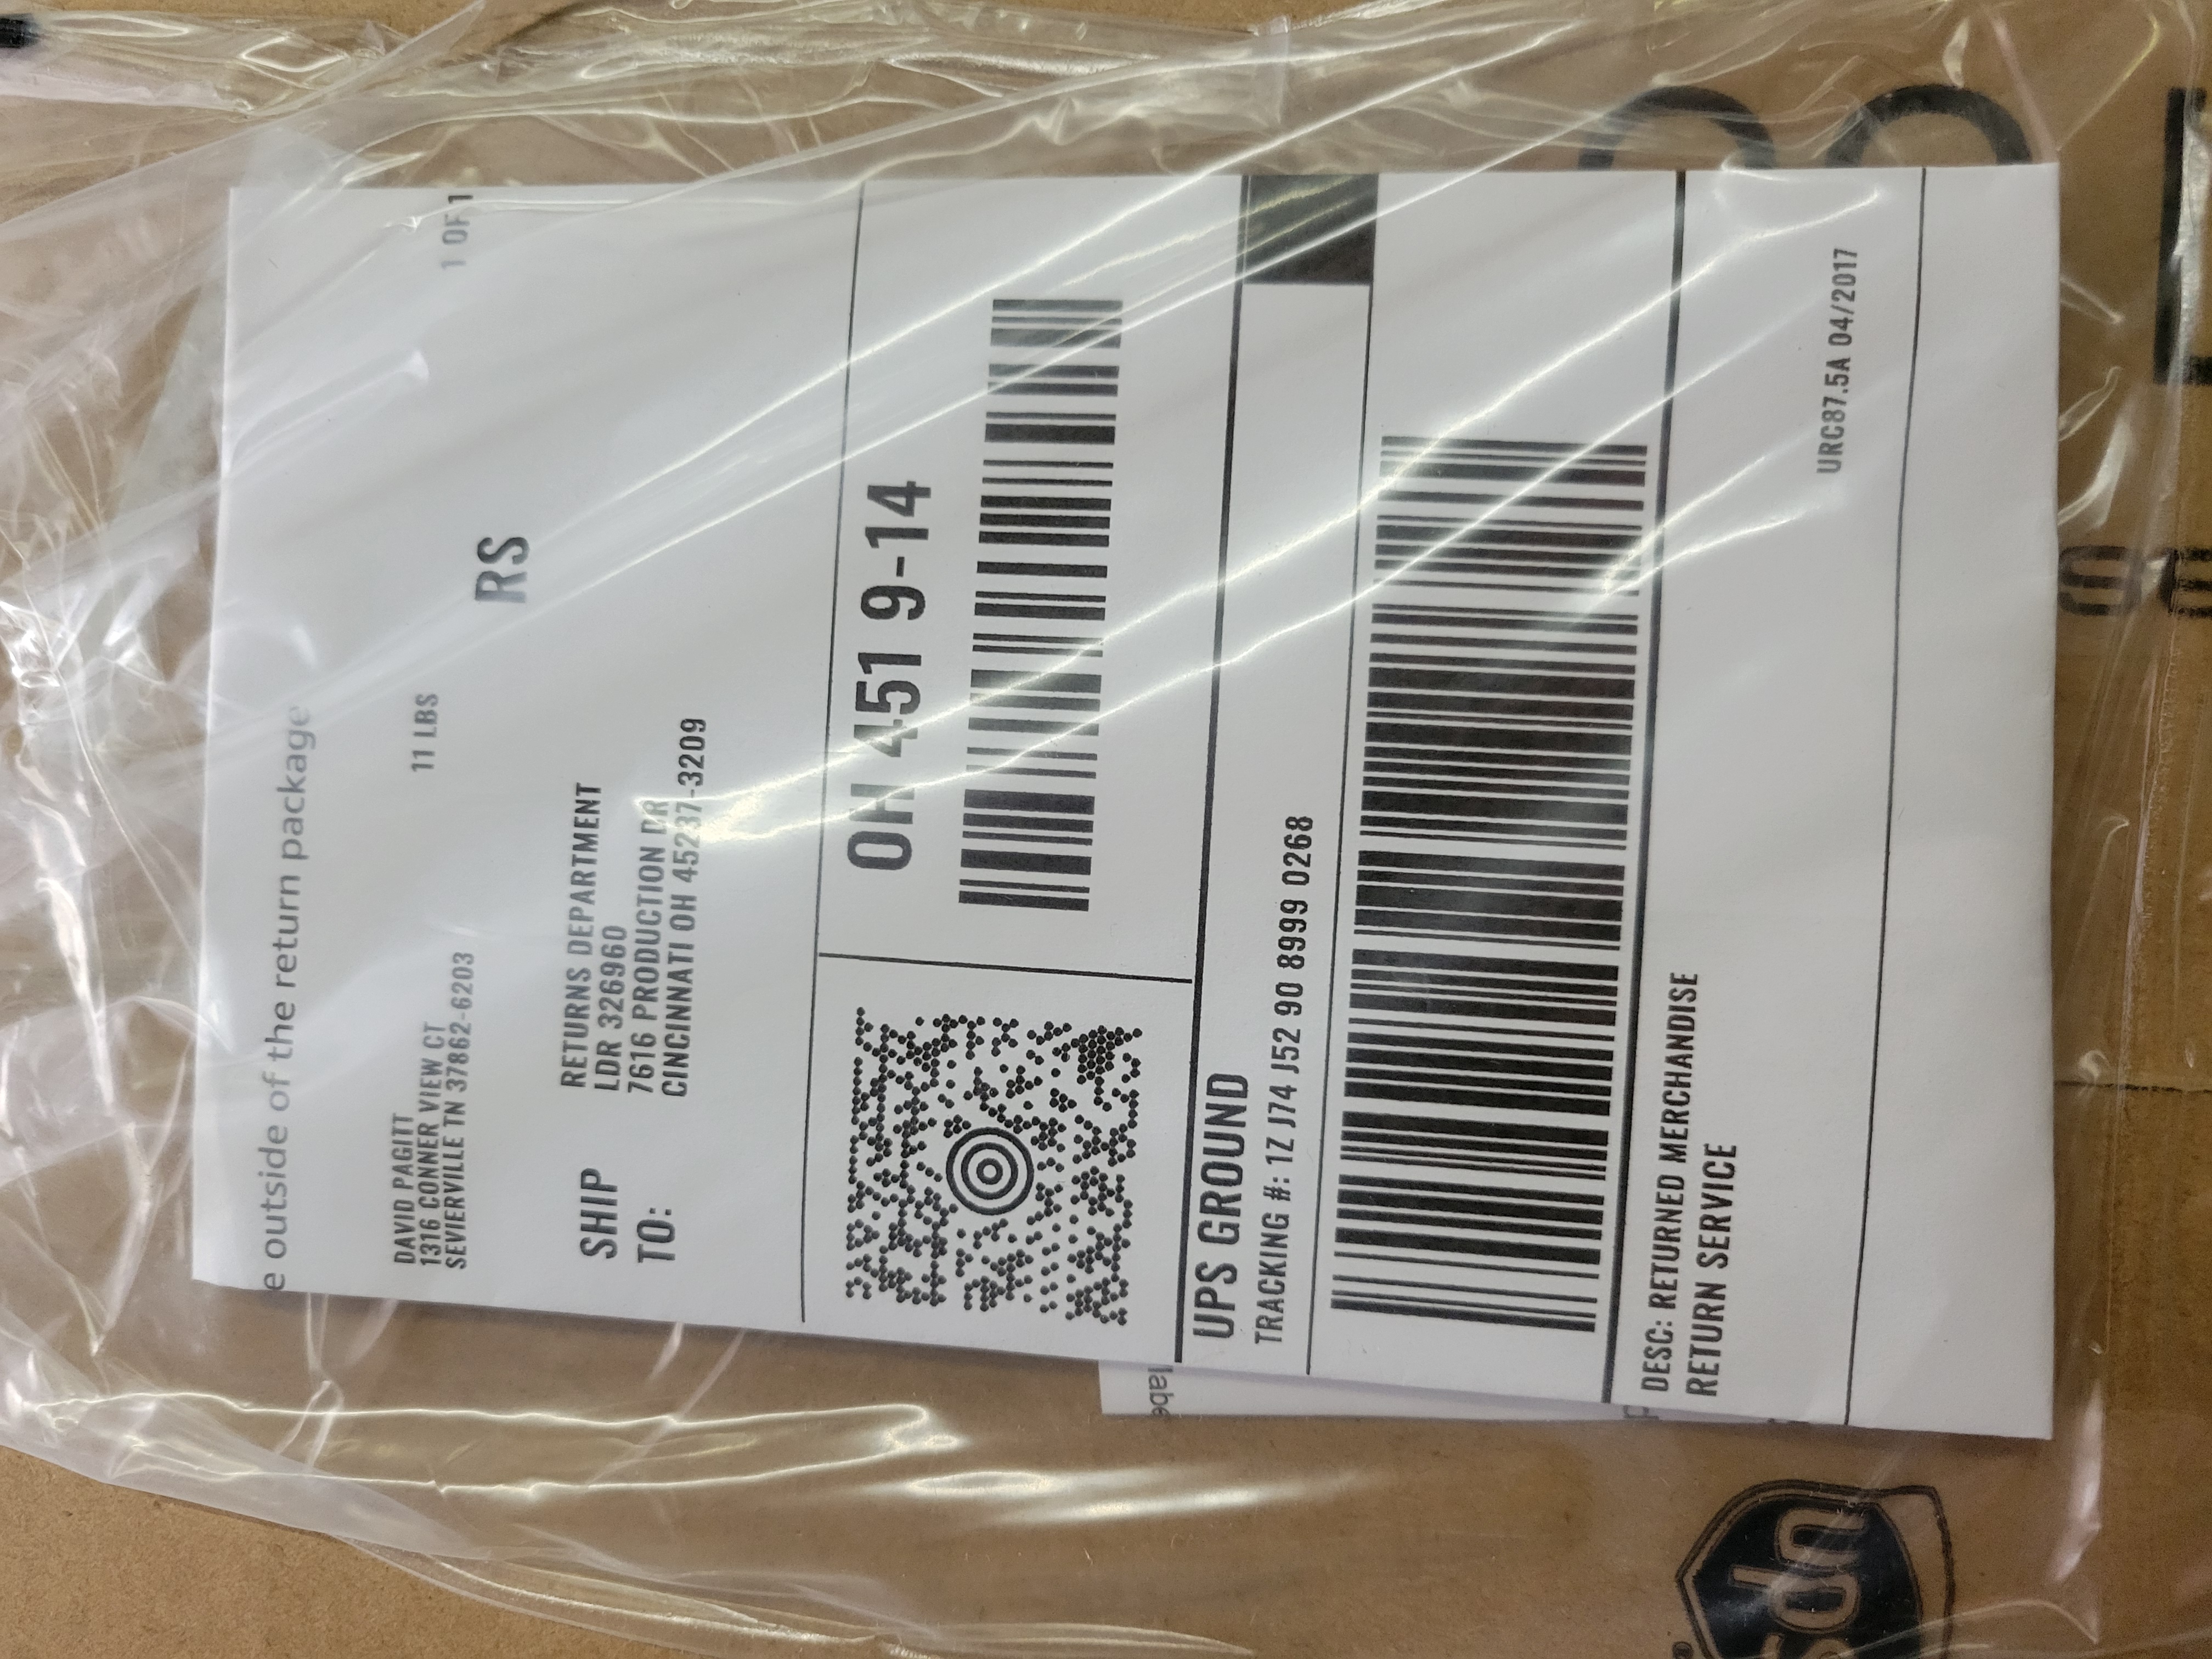 e outside of the return package
DAVID PAGITT
1316 CONNER VIEW CT
SEVIERVILLE TN 37862-6203
11 LBS
1 OF 1
RS
SHIP
TO:
RETURNS DEPARTMENT
LDR 326960
7616 PRODUCTION DR
CINCINNATI OH 45237-3209
OH 451 9-14
UPS GROUND
TRACKING #: 1Z J74 J52 90 8999 0268
DESC: RETURNED MERCHANDISE
RETURN SERVICE
URC87.5A 04/2017
labe
ups